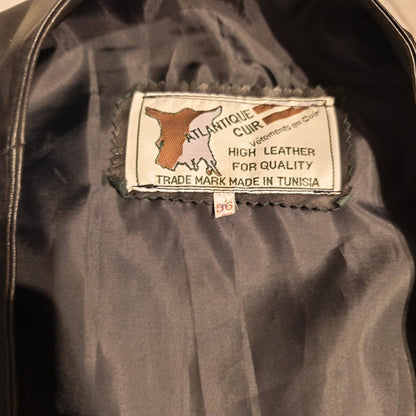 ATLANTIQUE
CUIR
Vêtements en Cuir
HIGH LEATHER
FOR QUALITY
TRADE MARK MADE IN TUNISIA
56